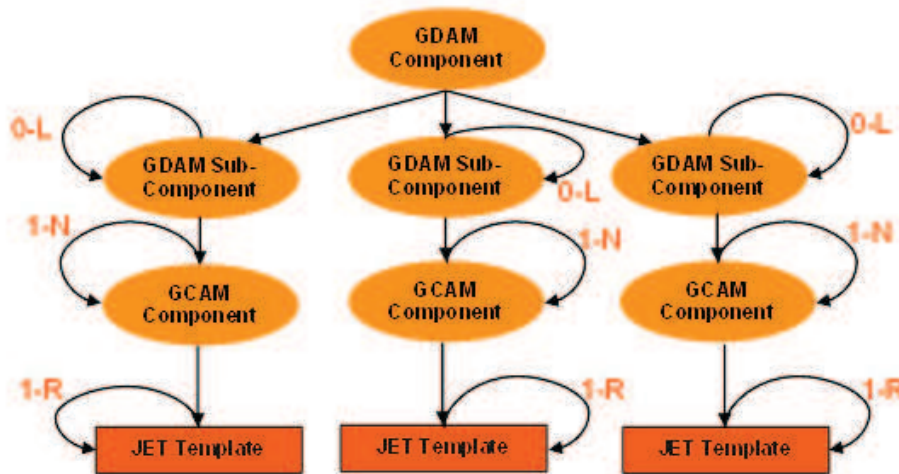 GDAM
Component
0-L
0-L
GDAM Sub-
Component
GDAM Sub-
Component
GDAM Sub-
Component
0-L
1-N
1-N
1-N
GCAM
Component
GCAM
Component
GCAM
Component
1-R
1-R
1-R
JET Template
JET Template
JET Template